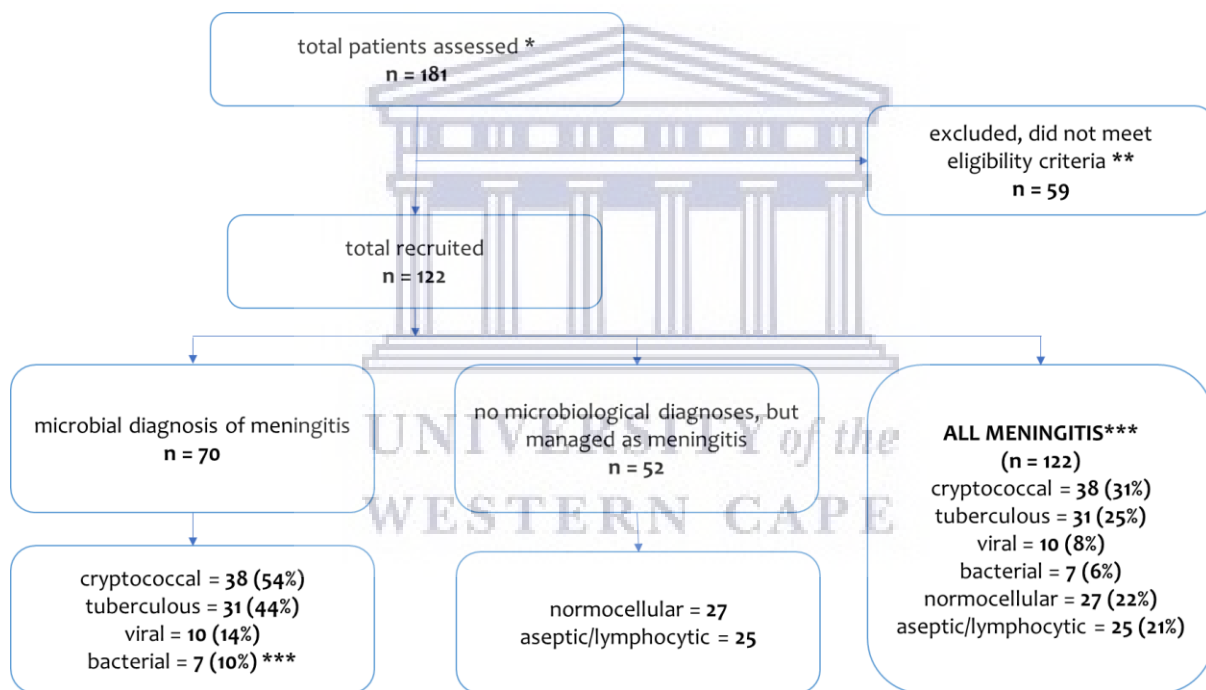 total patients assessed *
n = 181
excluded, did not meet
eligibility criteria **
n = 59
total recruited
n = 122
microbial diagnosis of meningitis
n = 70
no microbiological diagnoses, but
managed as meningitis
n = 52
ALL MENINGITIS***
(n = 122)
cryptococcal = 38 (31%)
tuberculous = 31 (25%)
viral = 10 (8%)
bacterial = 7 (6%)
normocellular = 27 (22%)
aseptic/lymphocytic = 25 (21%)
cryptococcal = 38 (54%)
tuberculous = 31 (44%)
viral = 10 (14%)
bacterial = 7 (10%) ***
normocellular = 27
aseptic/lymphocytic = 25
UNIVERSITY of the
WESTERN CAPE